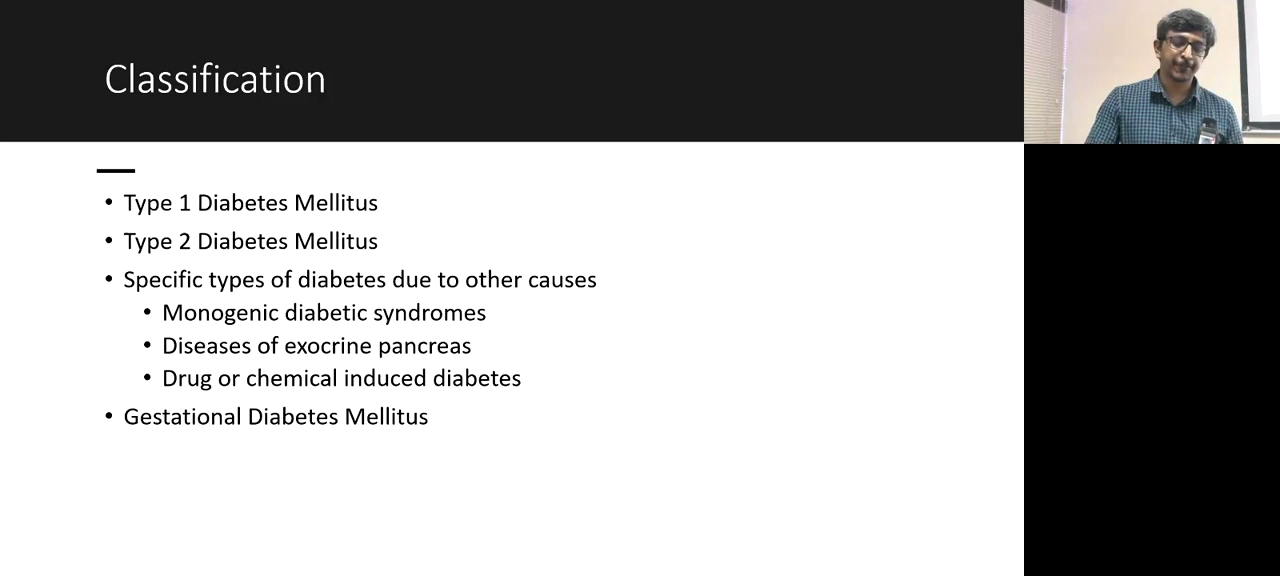 Classification
• Type 1 Diabetes Mellitus
• Type 2 Diabetes Mellitus
• Specific types of diabetes due to other causes
• Monogenic diabetic syndromes
• Diseases of exocrine pancreas
• Drug or chemical induced diabetes
• Gestational Diabetes Mellitus